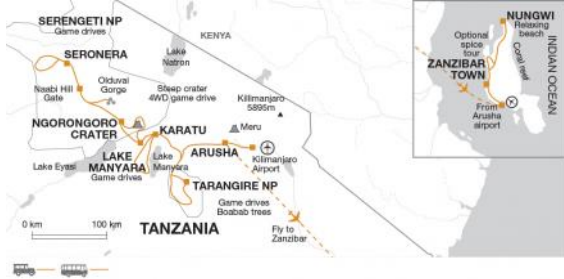 SERENGETI NP
Game drives
KENYA
SERONERA
Lake
Natron
Olduvai
Gorge
Naabi Hill
Gate
Steep crater
4WD game drive
Kilimanjaro
5895m
NGORONGORO
CRATER
KARATU
Meru
ARUSHA
Kilimanjaro
Airport
Lake Eyasi
LAKE
MANYARA
Game drives
Lake
Manyara
TARANGIRE NP
Game drives
Boabab trees
TANZANIA
Fly to
Zanzibar
0 km
100 km
NUNGWI
Relaxing
beach
Optional
spice
tour
Coral reef
INDIAN OCEAN
ZANZIBAR
TOWN
From
Arusha
airport